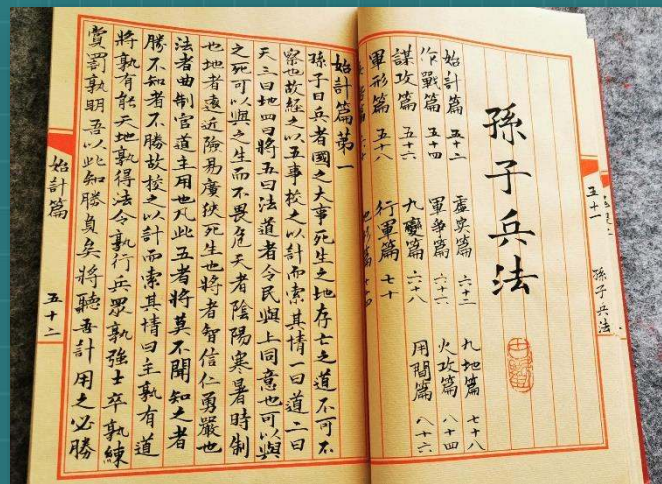 五十一
孫子兵法
孫子兵法
始計篇 五十二 虛实篇 六十二 九地篇 七十八
作戰篇 五十四 軍争篇 六十六 火攻篇 八十四
謀攻篇 五十六 九變篇 六十八 用間篇 八十六
軍形篇 五十八 行軍篇 七十
始計篇第一
孫子曰兵者國之大事死生之地存亡之道不可不
察也故經之以五事校之以計而索其情一曰道二曰
天三曰地四曰將五曰法道者令民與上同意也可以與
之死可以與之生而不畏危天者陰陽寒暑時制
也地者遠近險易廣狹死生也將者智信仁勇嚴也
法者曲制官道主用也凡此五者將莫不聞知之者
勝不知者不勝故校之以計而索其情曰主孰有道
將孰有能天地孰得法令孰行兵眾孰強士卒孰練
賞罰孰明吾以此知勝負矣將聽吾計用之必勝
始計篇
五十二